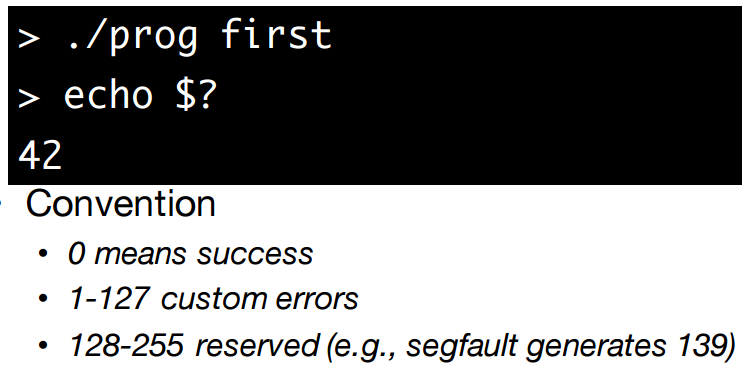 > ./prog first
> echo $?
42
• Convention
• 0 means success
• 1-127 custom errors
• 128-255 reserved (e.g., segfault generates 139)